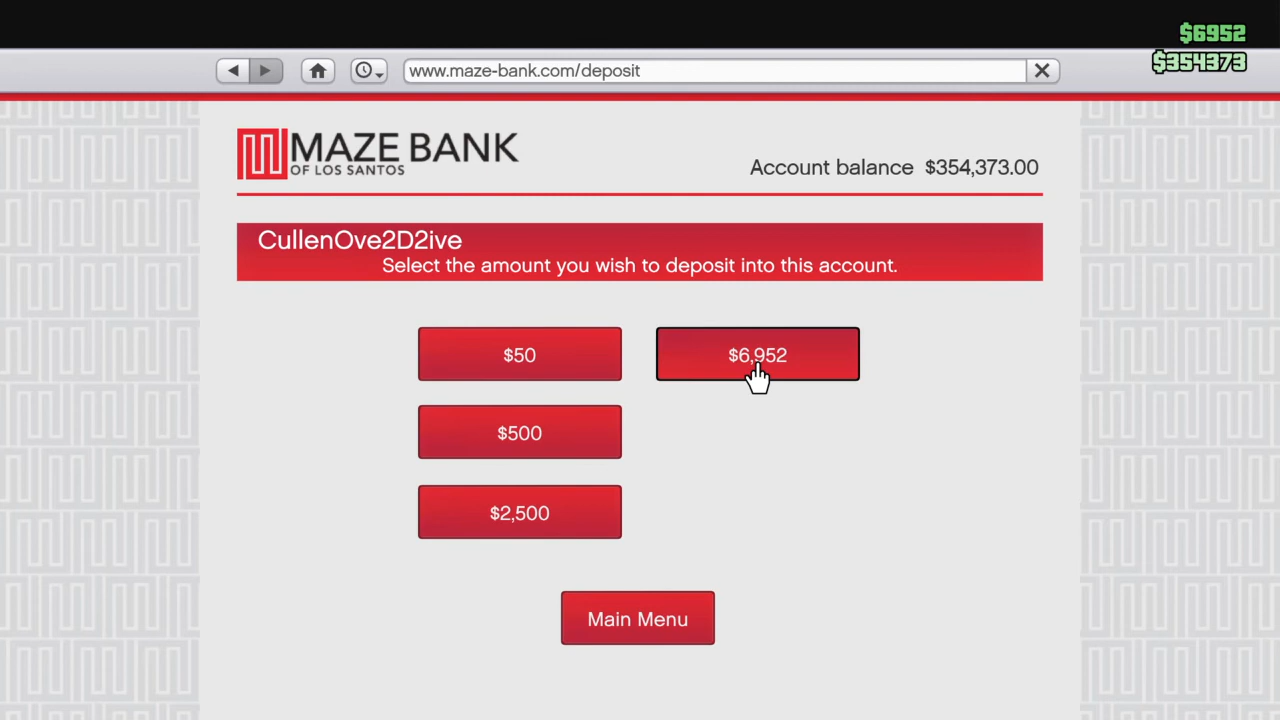 $6952
$354373
www.maze-bank.com/deposit
MAZE BANK
OF LOS SANTOS
Account balance $354,373.00
CullenOve2D2ive
Select the amount you wish to deposit into this account.
$50
$6,952
$500
$2,500
Main Menu